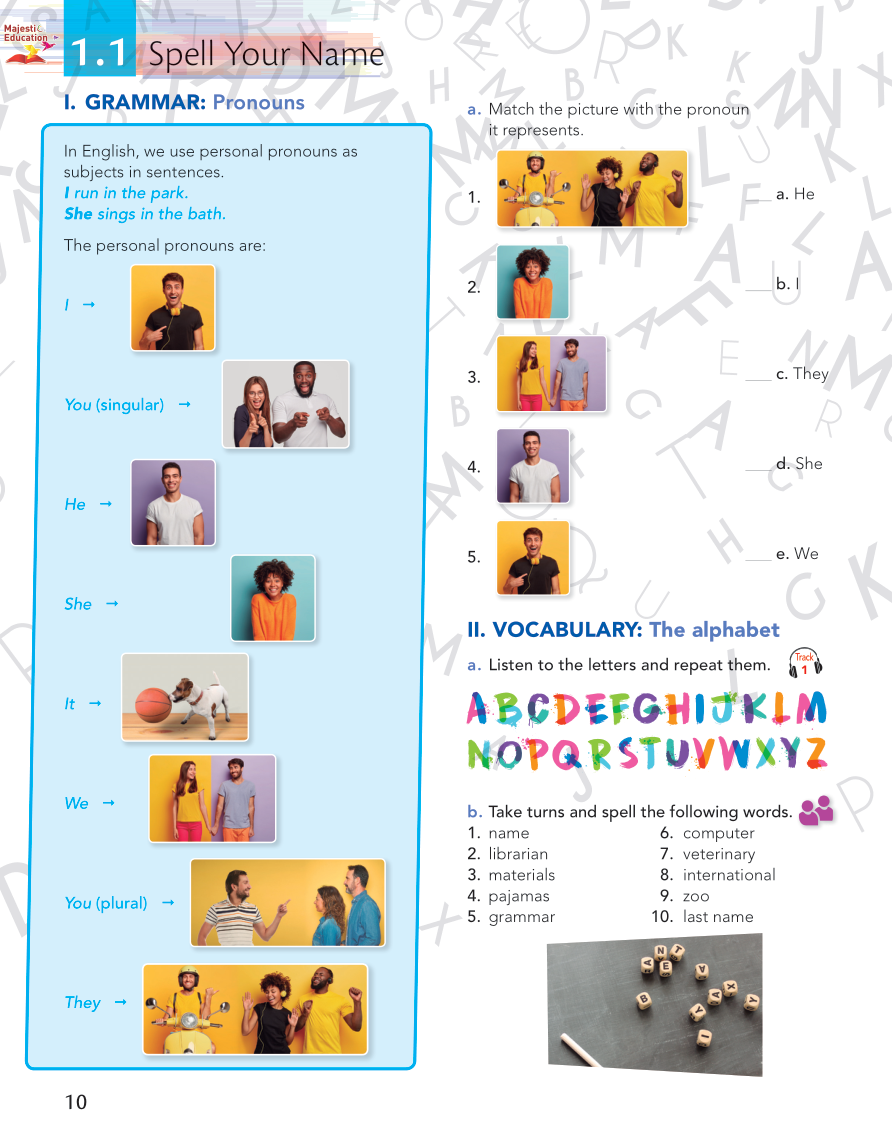 Majestic
Education
1.1 Spell Your Name
I. GRAMMAR: Pronouns
In English, we use personal pronouns as
subjects in sentences.
I run in the park.
She sings in the bath.
The personal pronouns are:
I →
You (singular) →
He →
She →
It →
We →
You (plural) →
They →
a. Match the picture with the pronoun
it represents.
1. ___ a. He
2. ___ b. I
3. ___ c. They
4. ___ d. She
5. ___ e. We
II. VOCABULARY: The alphabet
a. Listen to the letters and repeat them. Track 1
ABCDEFGHIJKLM
NOPQRSTUVWXYZ
b. Take turns and spell the following words.
1. name 6. computer
2. librarian 7. veterinary
3. materials 8. international
4. pajamas 9. zoo
5. grammar 10. last name
10